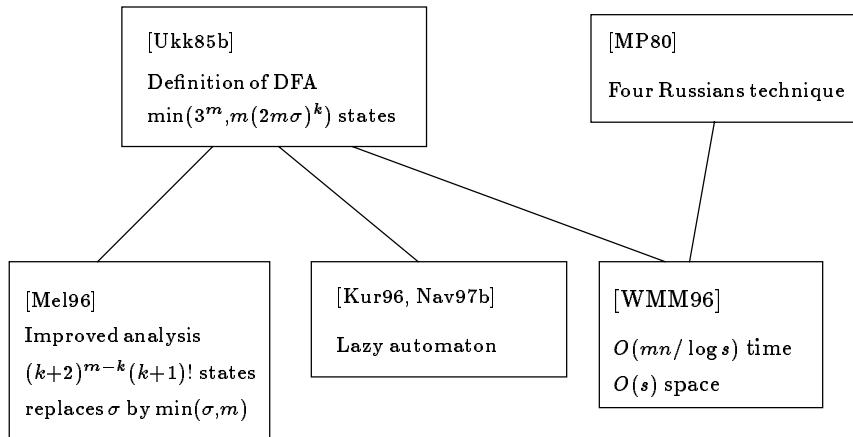 [Ukk85b]
Definition of DFA
min(3^m,m(2mσ)^k) states
[MP80]
Four Russians technique
[Mel96]
Improved analysis
(k+2)^{m−k}(k+1)! states
replaces σ by min(σ,m)
[Kur96, Nav97b]
Lazy automaton
[WMM96]
O(mn/ log s) time
O(s) space